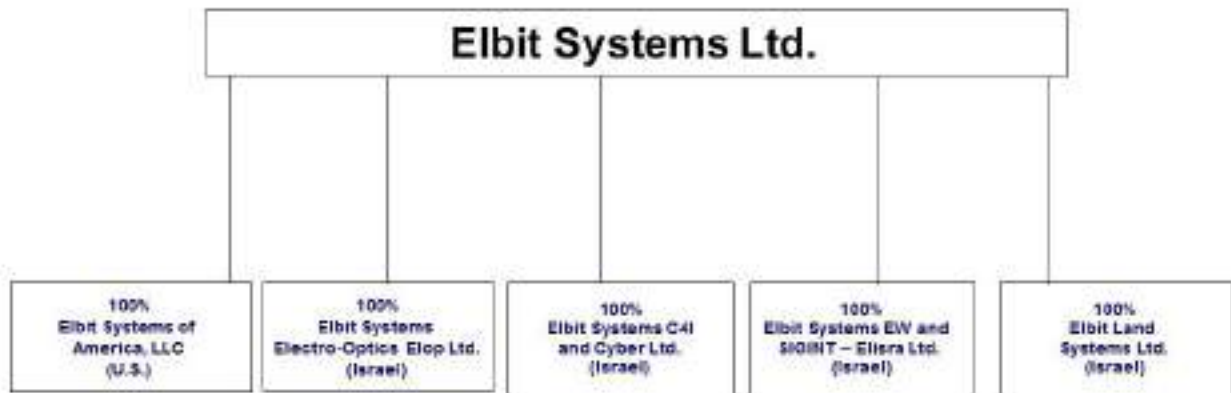 Elbit Systems Ltd.
100%
Elbit Systems of
America, LLC
(U.S.)
100%
Elbit Systems
Electro-Optics Elop Ltd.
(Israel)
100%
Elbit Systems C4I
and Cyber Ltd.
(Israel)
100%
Elbit Systems EW and
SIGINT – Elisra Ltd.
(Israel)
100%
Elbit Land
Systems Ltd.
(Israel)